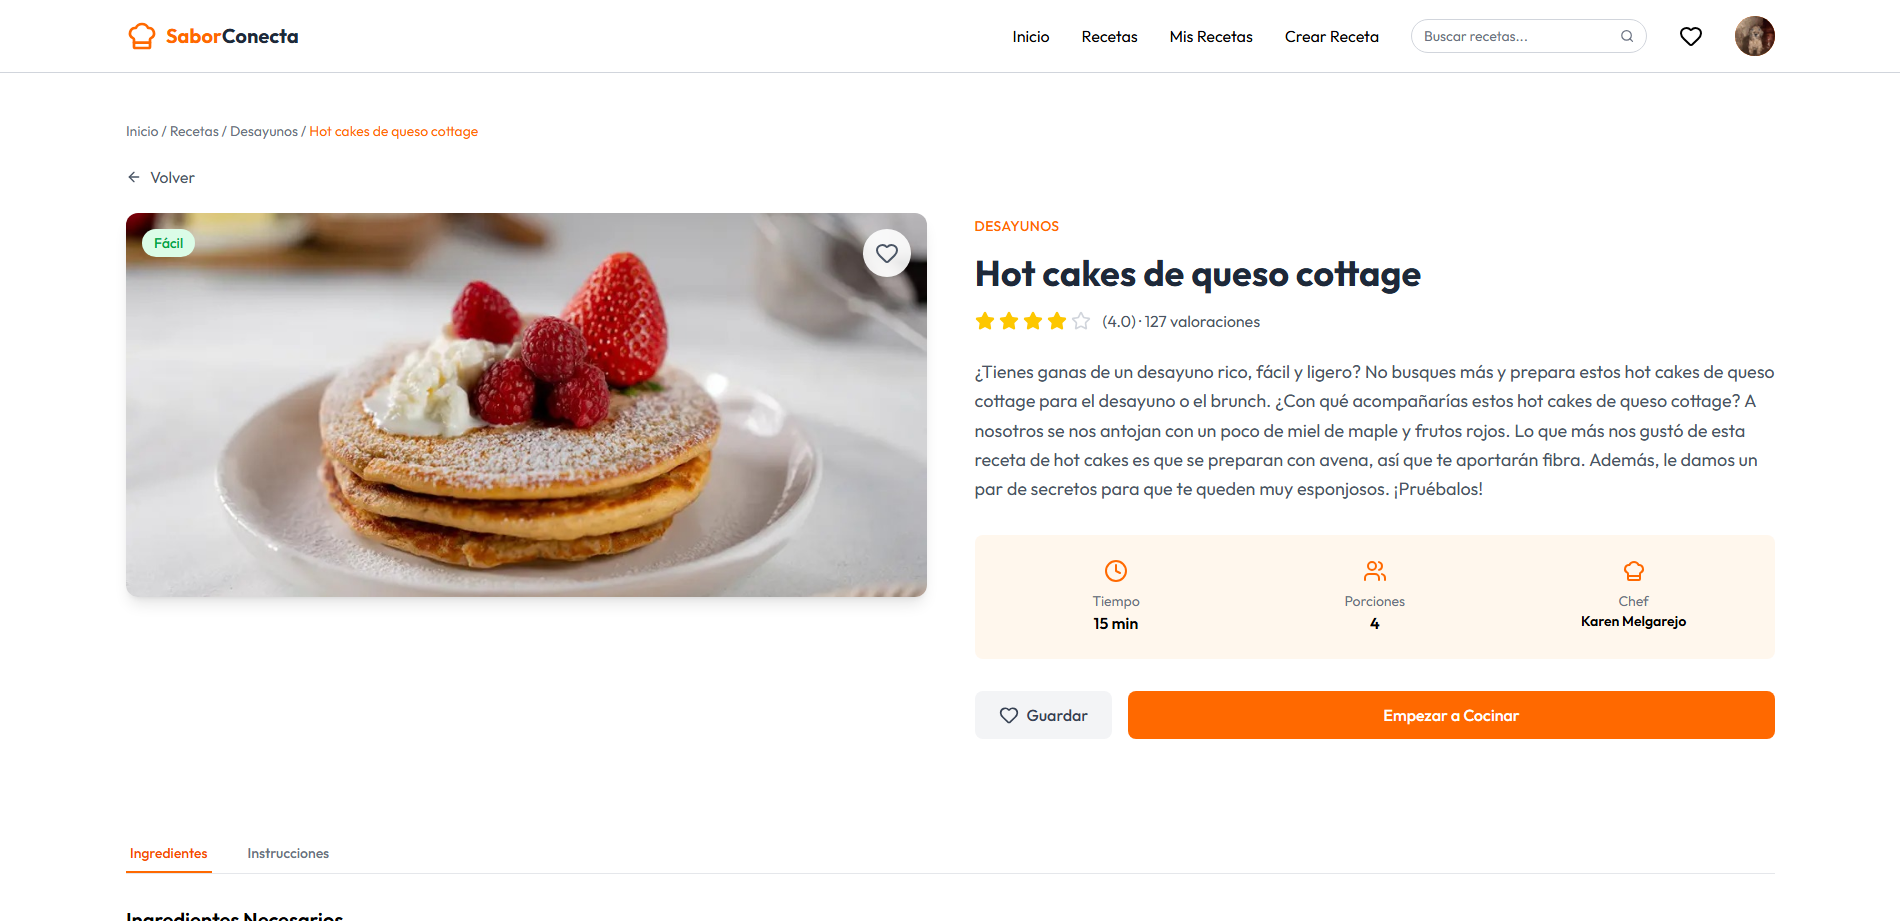 SaborConecta
Inicio
Recetas
Mis Recetas
Crear Receta
Buscar recetas...
Inicio / Recetas / Desayunos / Hot cakes de queso cottage
Volver
Fácil
DESAYUNOS
Hot cakes de queso cottage
(4.0) · 127 valoraciones
¿Tienes ganas de un desayuno rico, fácil y ligero? No busques más y prepara estos hot cakes de queso
cottage para el desayuno o el brunch. ¿Con qué acompañarías estos hot cakes de queso cottage? A
nosotros se nos antojan con un poco de miel de maple y frutos rojos. Lo que más nos gustó de esta
receta de hot cakes es que se preparan con avena, así que te aportarán fibra. Además, le damos un
par de secretos para que te queden muy esponjosos. ¡Pruébalos!
Tiempo
15 min
Porciones
4
Chef
Karen Melgarejo
Guardar
Empezar a Cocinar
Ingredientes
Instrucciones
Ingredientes Necesarios